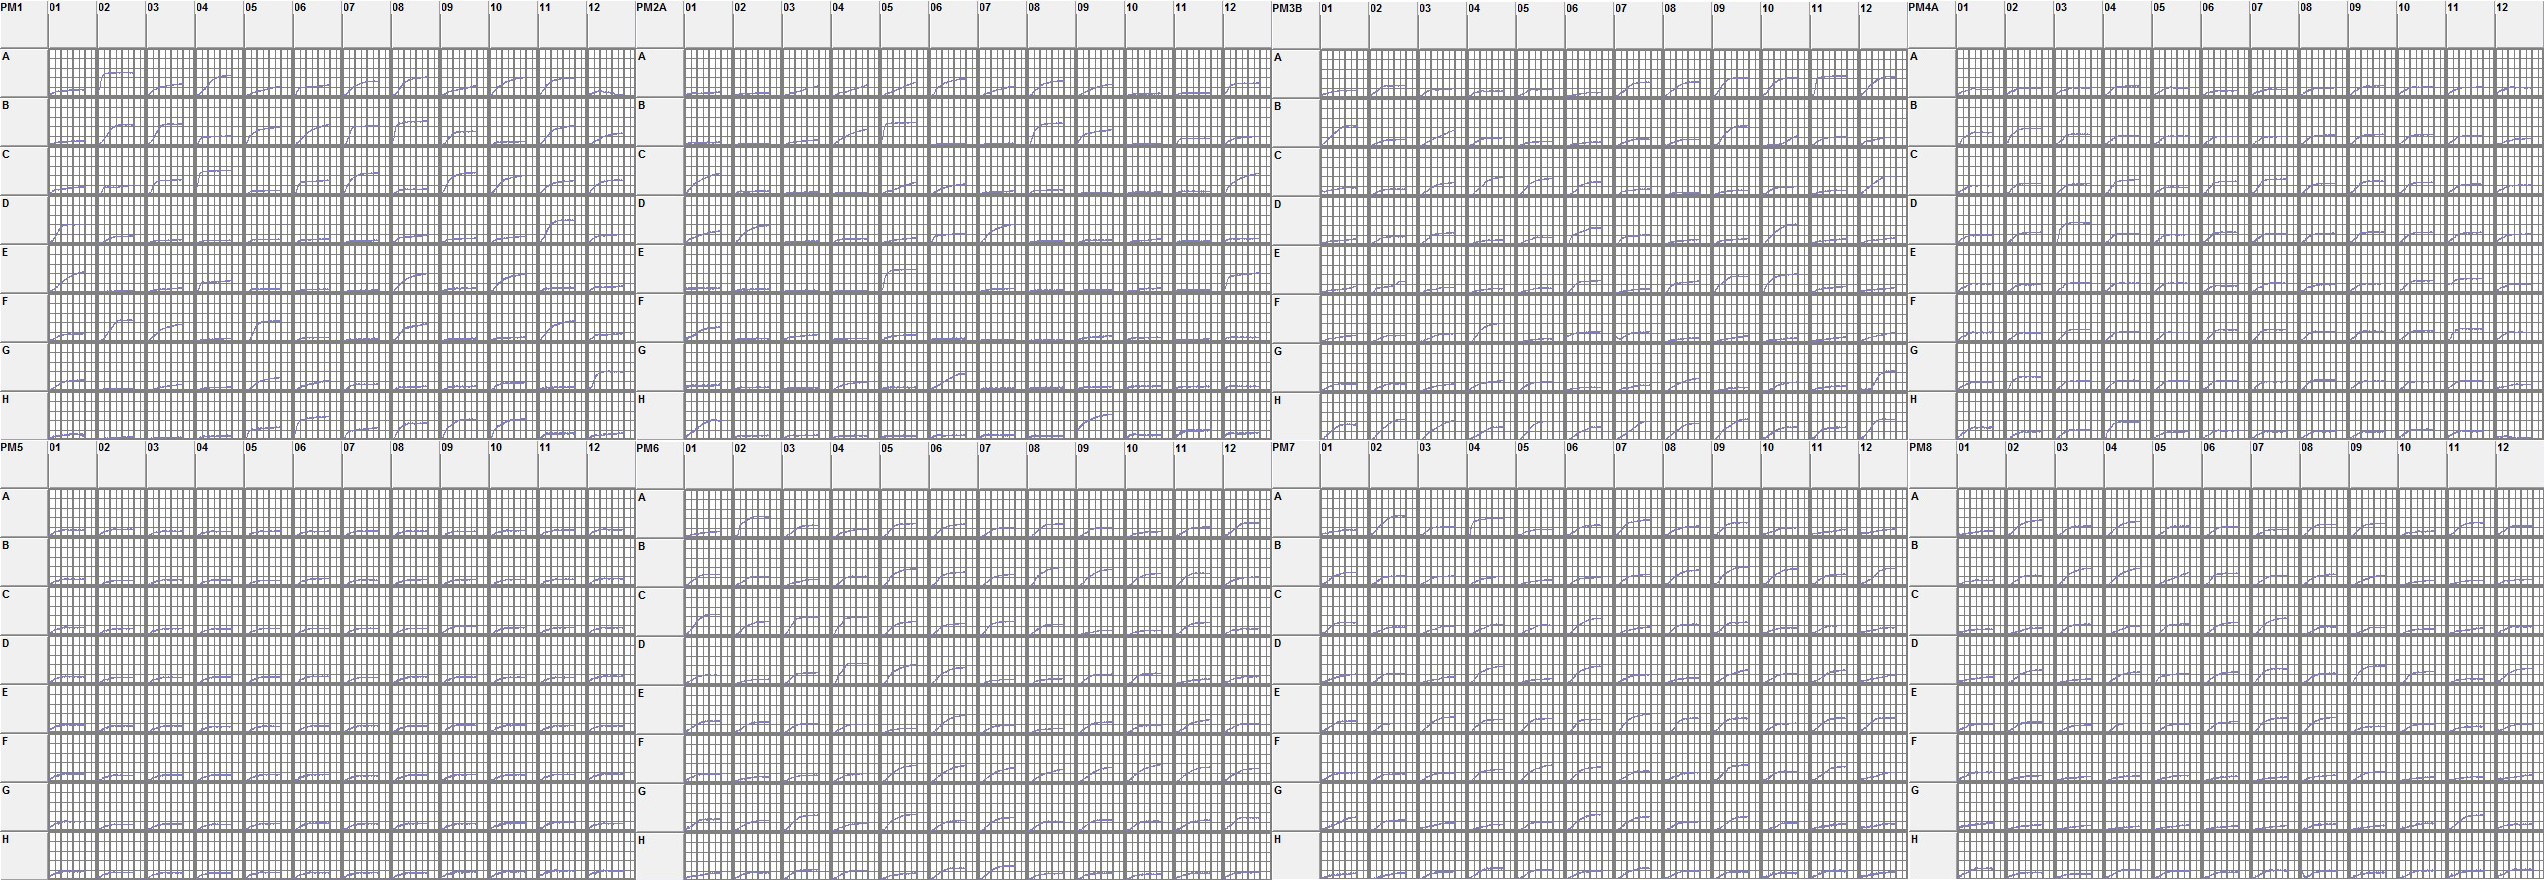 PM1 01 02 03 04 05 06 07 08 09 10 11 12 PM2A 01 02 03 04 05 06 07 08 09 10 11 12 PM3B 01 02 03 04 05 06 07 08 09 10 11 12 PM4A 01 02 03 04 05 06 07 08 09 10 11 12
A A A A
B B B B
C C C C
D D D D
E E E E
F F F F
G G G G
H H H H
PM5 01 02 03 04 05 06 07 08 09 10 11 12 PM6 01 02 03 04 05 06 07 08 09 10 11 12 PM7 01 02 03 04 05 06 07 08 09 10 11 12 PM8 01 02 03 04 05 06 07 08 09 10 11 12
A A A A
B B B B
C C C C
D D D D
E E E E
F F F F
G G G G
H H H H